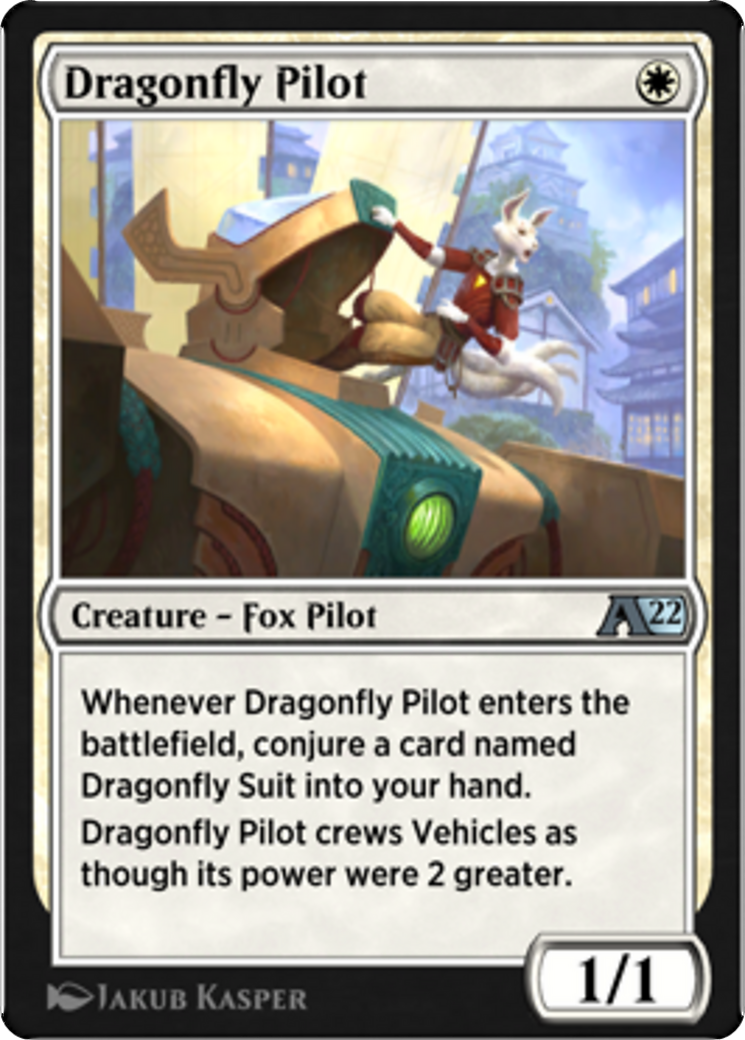 Dragonfly Pilot
Creature – Fox Pilot
A22
Whenever Dragonfly Pilot enters the
battlefield, conjure a card named
Dragonfly Suit into your hand.
Dragonfly Pilot crews Vehicles as
though its power were 2 greater.
1/1
Jakub Kasper